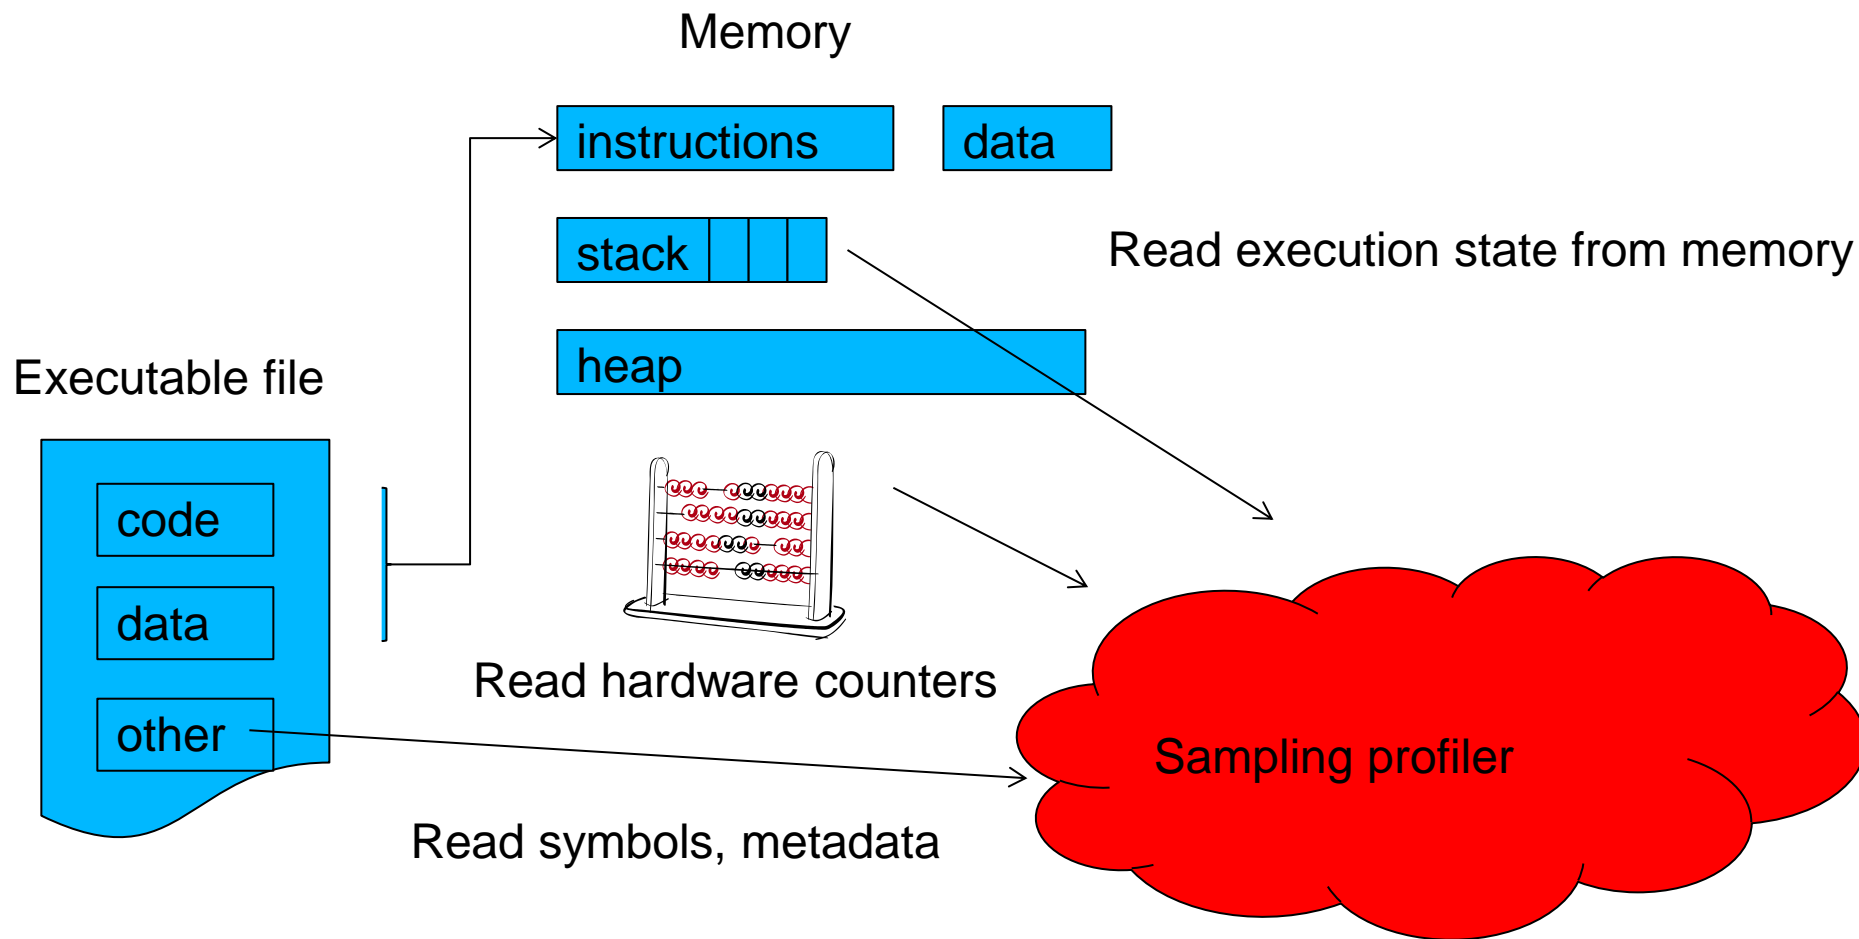 Memory
instructions
data
stack
Read execution state from memory
heap
Executable file
code
data
other
Read hardware counters
Sampling profiler
Read symbols, metadata